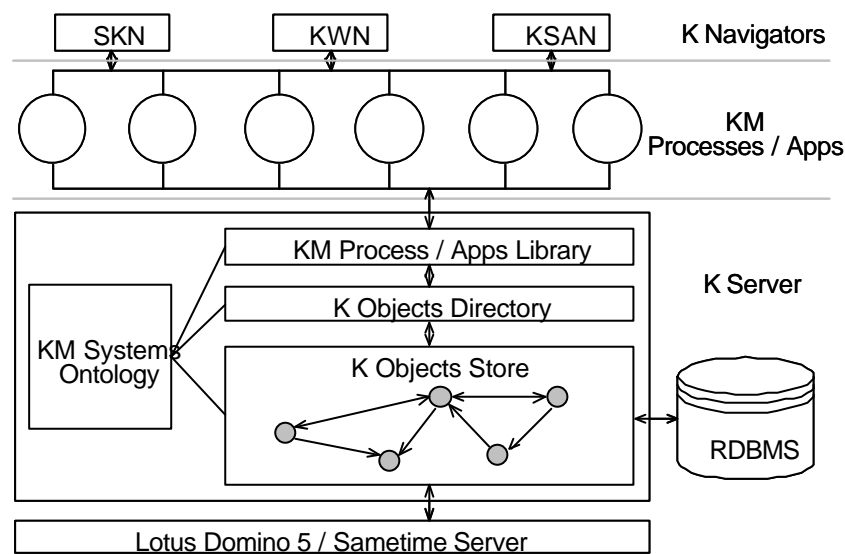 SKN
KWN
KSAN
K Navigators
KM
Processes / Apps
KM Process / Apps Library
K Server
K Objects Directory
KM Systems
Ontology
K Objects Store
RDBMS
Lotus Domino 5 / Sametime Server